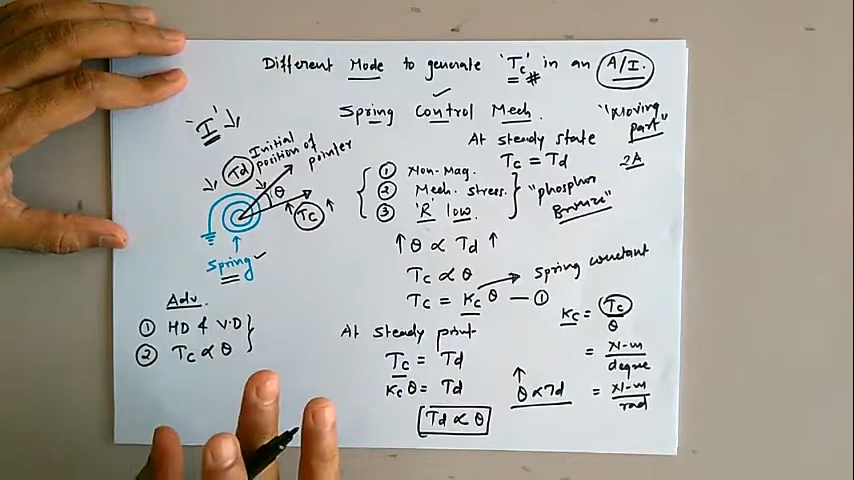 Different Mode to generate 'Tc' in an A/I.
#
Spring Control Mech.
"Moving
part"
2A
At steady state
Tc = Td
'I'
Initial
position of
pointer
Td
θ
Tc
Spring
① Non-Mag.
② Mech. stress.
③ 'R' low.
"phosphor
Bronze"
↑ θ ∝ Td ↑
Tc ∝ θ
Tc = Kc θ — ①
Spring constant
Kc = Tc / θ
= N-m / degree
= N-m / rad
Adv.
① HD & V.D
② Tc ∝ θ
At steady point
Tc = Td
Kc θ = Td
Td ∝ θ
↑
θ ∝ Td